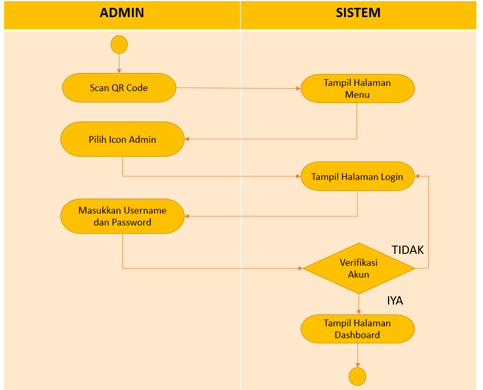 ADMIN
SISTEM
Scan QR Code
Tampil Halaman
Menu
Pilih Icon Admin
Tampil Halaman Login
Masukkan Username
dan Password
Verifikasi
Akun
TIDAK
IYA
Tampil Halaman
Dashboard